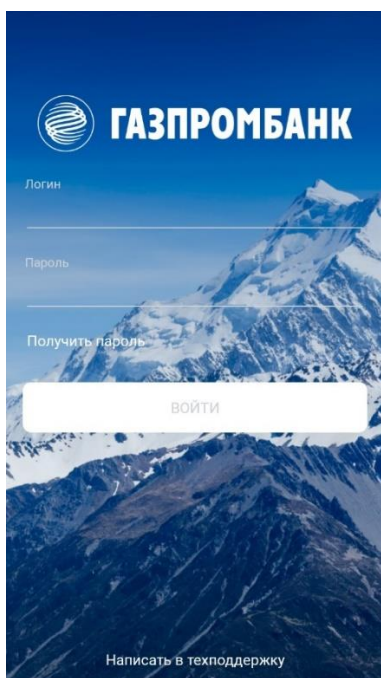 ГАЗПРОМБАНК
Логин
Пароль
Получить пароль
ВОЙТИ
Написать в техподдержку